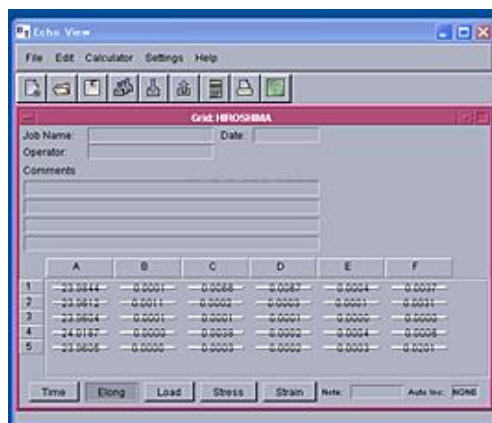 Echo View
File Edit Calculator Settings Help
Grid: HIROSHIMA
Job Name: Date:
Operator:
Comments
A B C D E F
1 23.9844 0.0001 0.0066 0.0067 0.0004 0.0037
2 23.9612 0.0011 0.0002 0.0003 0.0001 0.0031
3 23.9604 0.0001 0.0001 0.0001 0.0000 0.0000
4 24.0187 0.0000 0.0038 0.0002 0.0004 0.0006
5 23.9606 0.0000 0.0003 0.0002 0.0003 0.0201
Time Elong Load Stress Strain Note: Auto Inc: NONE